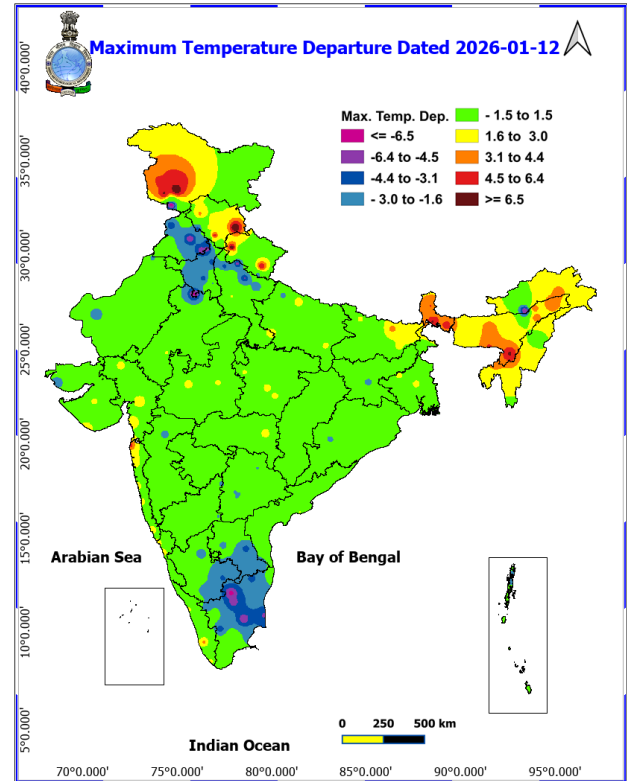 Maximum Temperature Departure Dated 2026-01-12
Max. Temp. Dep.
<= -6.5
-6.4 to -4.5
-4.4 to -3.1
- 3.0 to -1.6
- 1.5 to 1.5
1.6 to 3.0
3.1 to 4.4
4.5 to 6.4
>= 6.5
40°0.000'
35°0.000'
30°0.000'
25°0.000'
20°0.000'
15°0.000'
10°0.000'
5°0.000'
Arabian Sea
Bay of Bengal
0 250 500 km
Indian Ocean
70°0.000' 75°0.000' 80°0.000' 85°0.000' 90°0.000' 95°0.000'